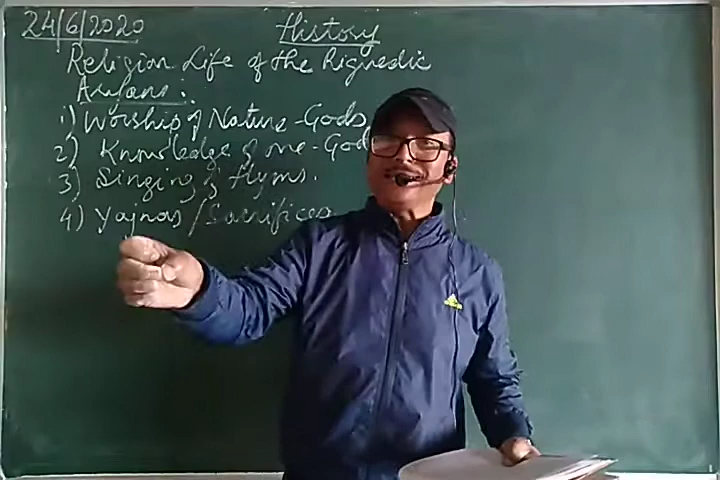 24/6/2020
History
Religion Life of the Rigvedic
Aryans :
1) Worship of Nature-Gods
2) Knowledge of one-God
3) Singing of Hyms.
4) Yajnas/Sacrifices